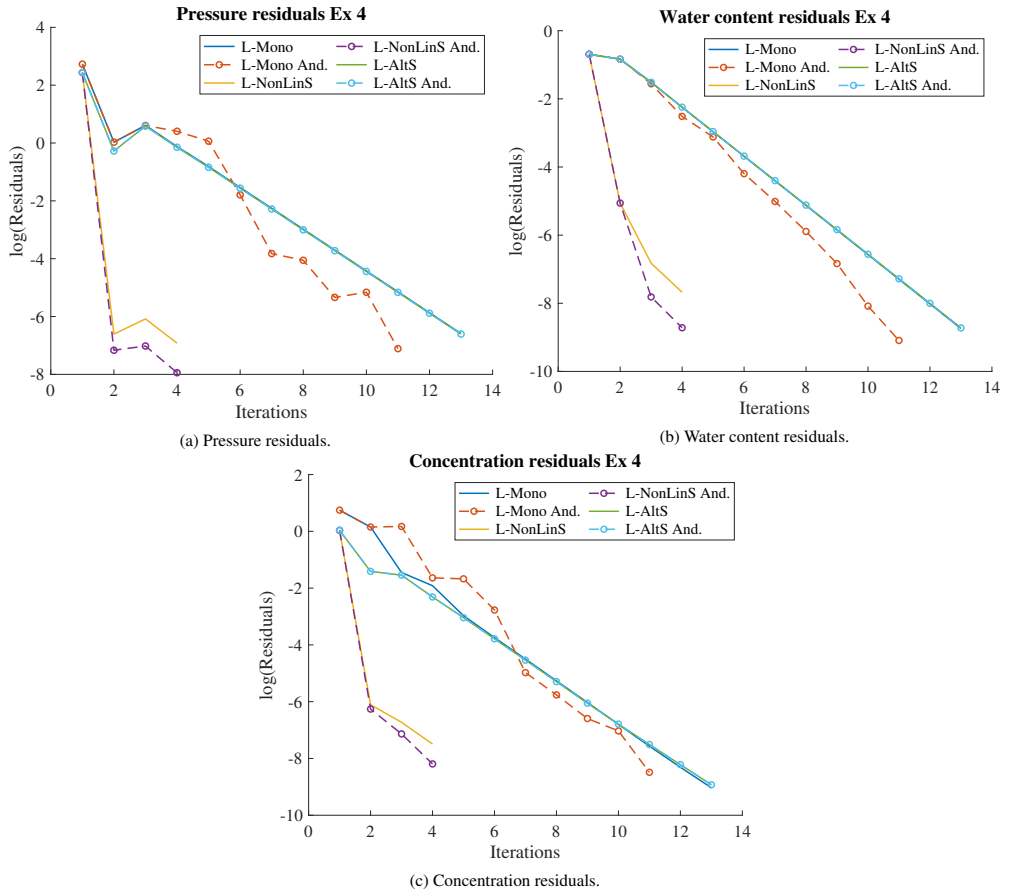 Pressure residuals Ex 4
4
2
0
-2
-4
-6
-8
log(Residuals)
L-Mono
L-Mono And.
L-NonLinS
L-NonLinS And.
L-AltS
L-AltS And.
0 2 4 6 8 10 12 14
Iterations
(a) Pressure residuals.
Water content residuals Ex 4
0
-2
-4
-6
-8
-10
log(Residuals)
L-Mono
L-Mono And.
L-NonLinS
L-NonLinS And.
L-AltS
L-AltS And.
0 2 4 6 8 10 12 14
Iterations
(b) Water content residuals.
Concentration residuals Ex 4
2
0
-2
-4
-6
-8
-10
log(Residuals)
L-Mono
L-Mono And.
L-NonLinS
L-NonLinS And.
L-AltS
L-AltS And.
0 2 4 6 8 10 12 14
Iterations
(c) Concentration residuals.